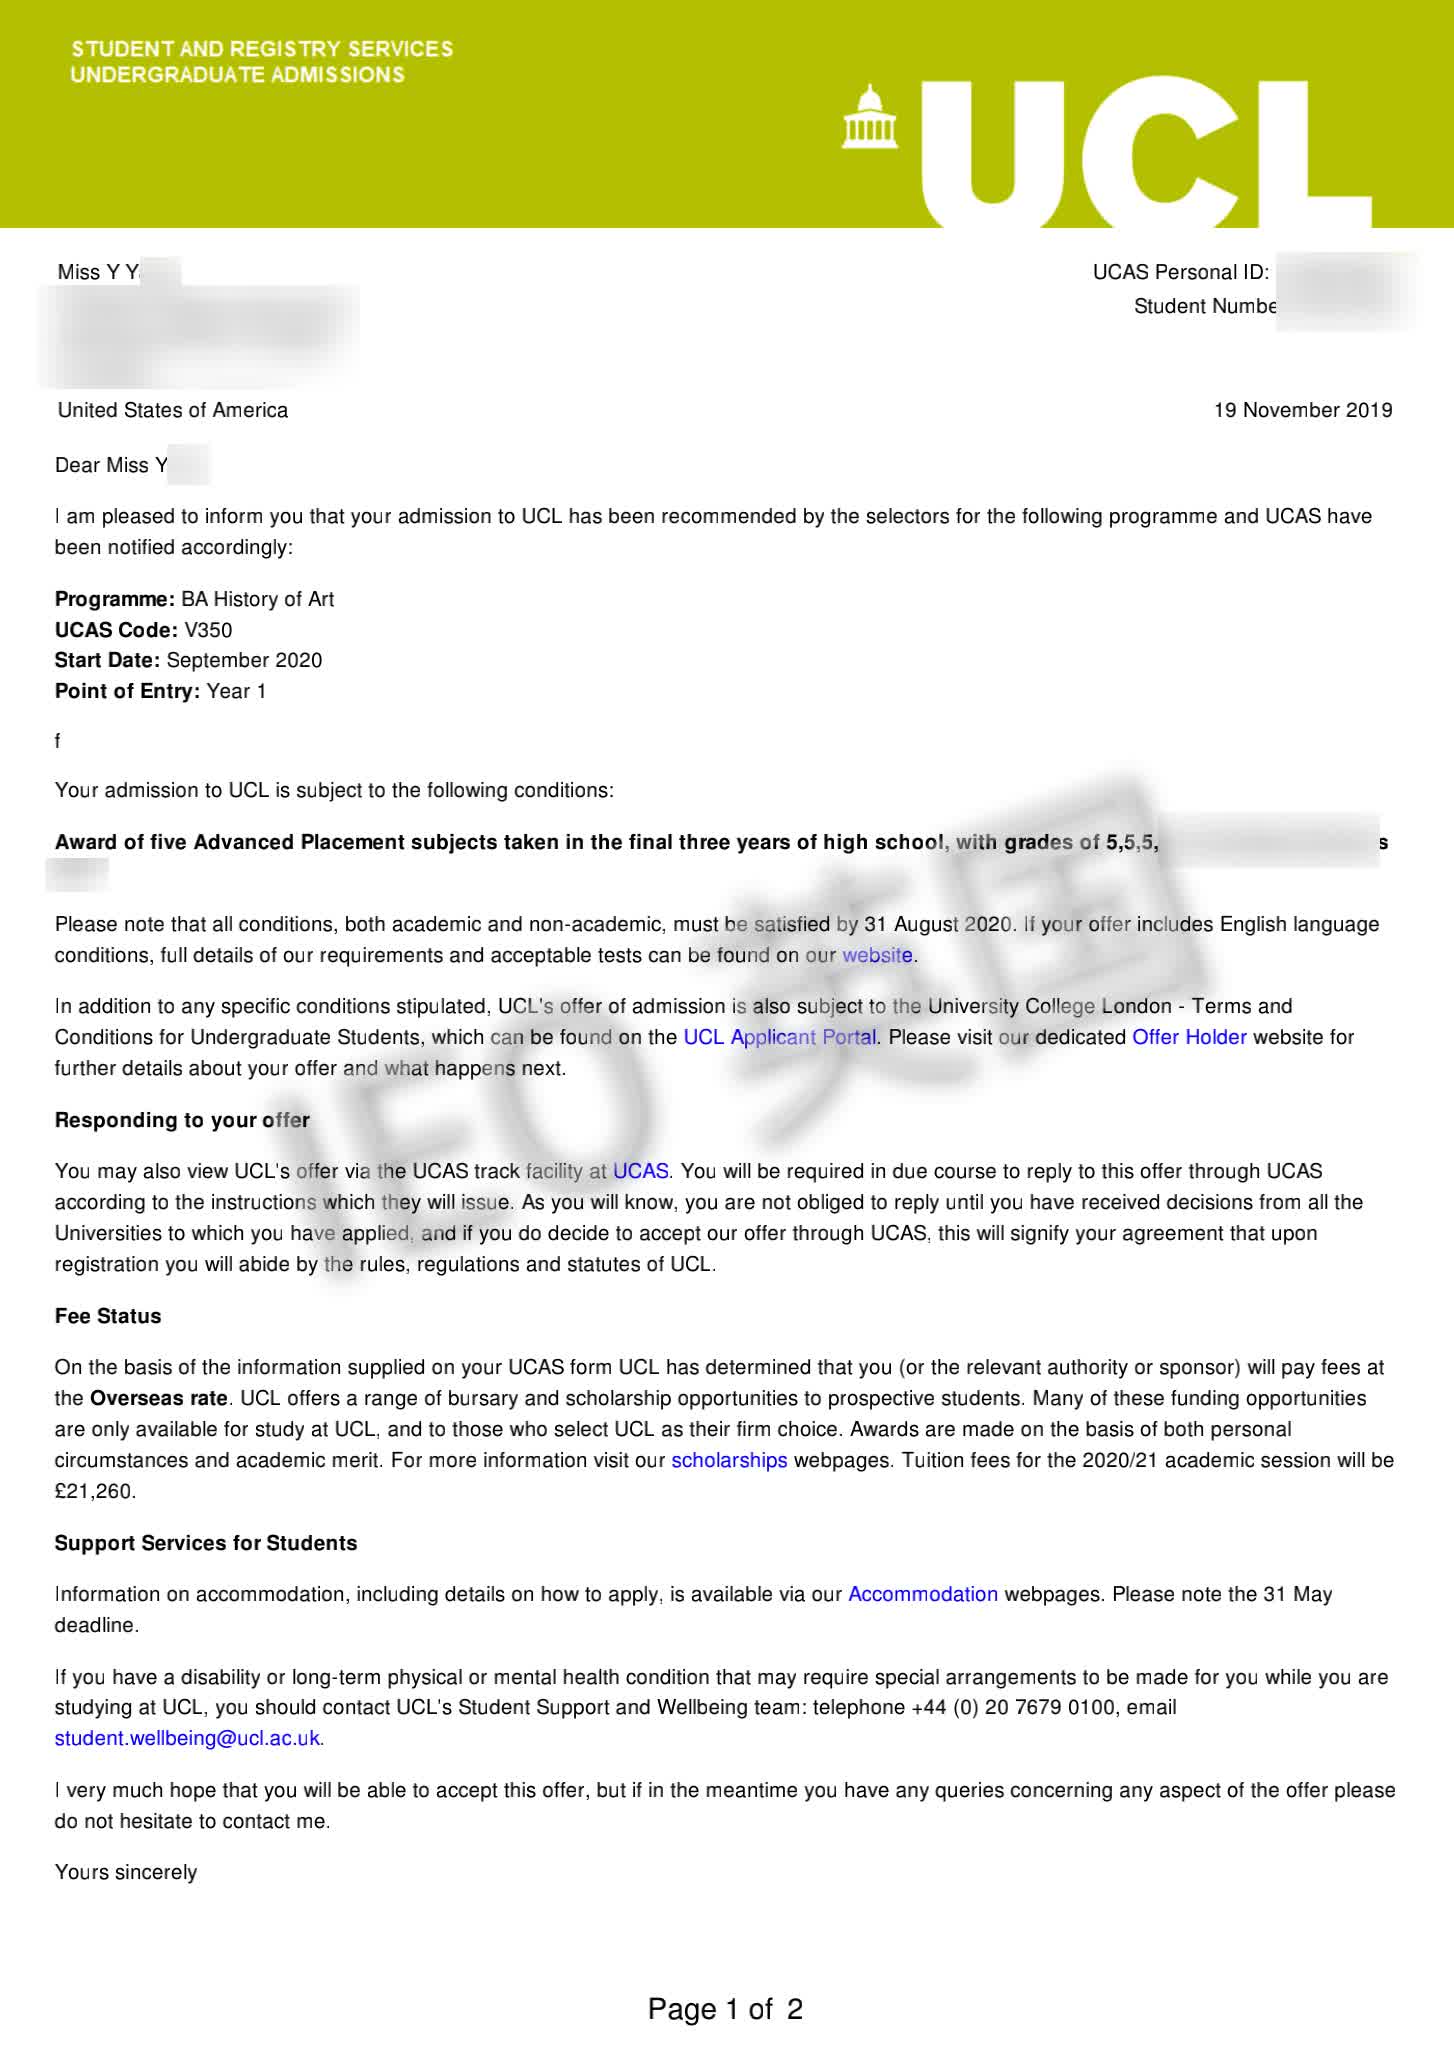 STUDENT AND REGISTRY SERVICES
UNDERGRADUATE ADMISSIONS
UCL
Miss Y Y
UCAS Personal ID:
Student Numbe
United States of America
19 November 2019
Dear Miss Y
I am pleased to inform you that your admission to UCL has been recommended by the selectors for the following programme and UCAS have
been notified accordingly:
Programme: BA History of Art
UCAS Code: V350
Start Date: September 2020
Point of Entry: Year 1
f
Your admission to UCL is subject to the following conditions:
Award of five Advanced Placement subjects taken in the final three years of high school, with grades of 5,5,5, s
Please note that all conditions, both academic and non-academic, must be satisfied by 31 August 2020. If your offer includes English language
conditions, full details of our requirements and acceptable tests can be found on our website.
In addition to any specific conditions stipulated, UCL's offer of admission is also subject to the University College London - Terms and
Conditions for Undergraduate Students, which can be found on the UCL Applicant Portal. Please visit our dedicated Offer Holder website for
further details about your offer and what happens next.
Responding to your offer
You may also view UCL's offer via the UCAS track facility at UCAS. You will be required in due course to reply to this offer through UCAS
according to the instructions which they will issue. As you will know, you are not obliged to reply until you have received decisions from all the
Universities to which you have applied, and if you do decide to accept our offer through UCAS, this will signify your agreement that upon
registration you will abide by the rules, regulations and statutes of UCL.
Fee Status
On the basis of the information supplied on your UCAS form UCL has determined that you (or the relevant authority or sponsor) will pay fees at
the Overseas rate. UCL offers a range of bursary and scholarship opportunities to prospective students. Many of these funding opportunities
are only available for study at UCL, and to those who select UCL as their firm choice. Awards are made on the basis of both personal
circumstances and academic merit. For more information visit our scholarships webpages. Tuition fees for the 2020/21 academic session will be
£21,260.
Support Services for Students
Information on accommodation, including details on how to apply, is available via our Accommodation webpages. Please note the 31 May
deadline.
If you have a disability or long-term physical or mental health condition that may require special arrangements to be made for you while you are
studying at UCL, you should contact UCL's Student Support and Wellbeing team: telephone +44 (0) 20 7679 0100, email
student.wellbeing@ucl.ac.uk.
I very much hope that you will be able to accept this offer, but if in the meantime you have any queries concerning any aspect of the offer please
do not hesitate to contact me.
Yours sincerely
IEO 英国
Page 1 of 2